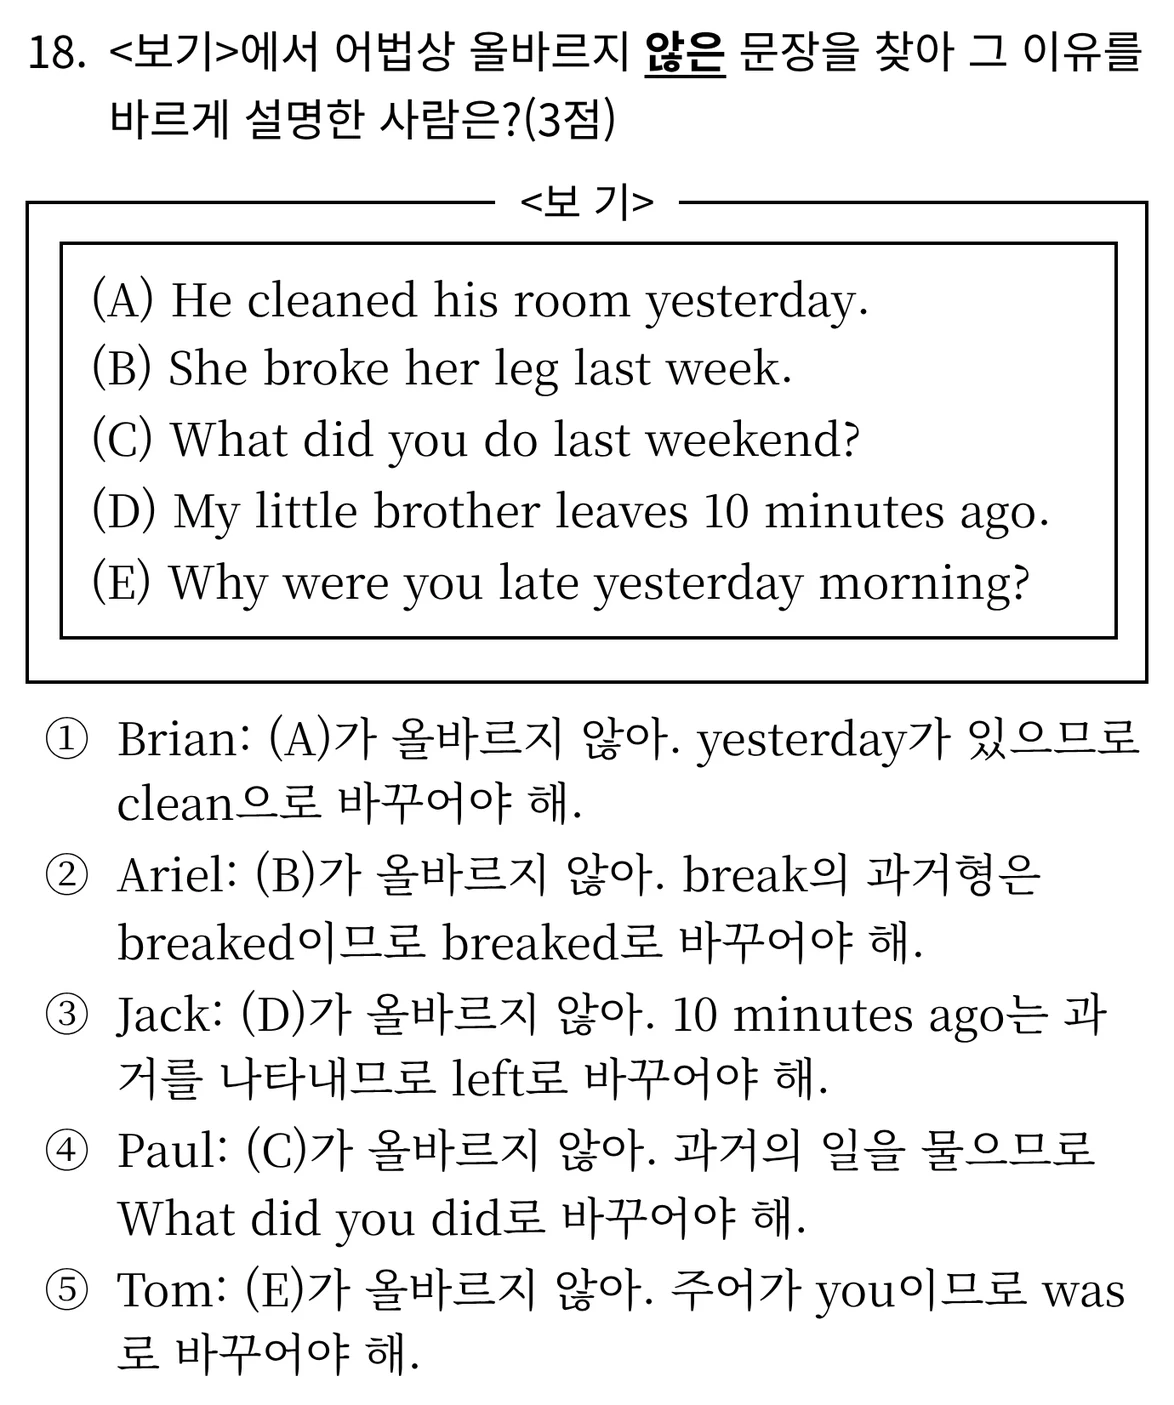 18. <보기>에서 어법상 올바르지 않은 문장을 찾아 그 이유를
바르게 설명한 사람은?(3점)
<보 기>
(A) He cleaned his room yesterday.
(B) She broke her leg last week.
(C) What did you do last weekend?
(D) My little brother leaves 10 minutes ago.
(E) Why were you late yesterday morning?
① Brian: (A)가 올바르지 않아. yesterday가 있으므로
clean으로 바꾸어야 해.
② Ariel: (B)가 올바르지 않아. break의 과거형은
breaked이므로 breaked로 바꾸어야 해.
③ Jack: (D)가 올바르지 않아. 10 minutes ago는 과
거를 나타내므로 left로 바꾸어야 해.
④ Paul: (C)가 올바르지 않아. 과거의 일을 물으므로
What did you did로 바꾸어야 해.
⑤ Tom: (E)가 올바르지 않아. 주어가 you이므로 was
로 바꾸어야 해.